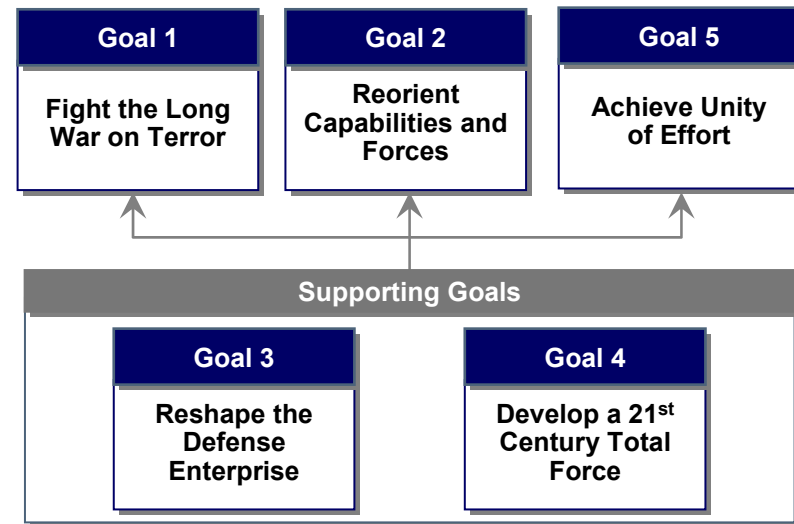 Goal 1
Fight the Long
War on Terror
Goal 2
Reorient
Capabilities and
Forces
Goal 5
Achieve Unity
of Effort
Supporting Goals
Goal 3
Reshape the
Defense
Enterprise
Goal 4
Develop a 21st
Century Total
Force